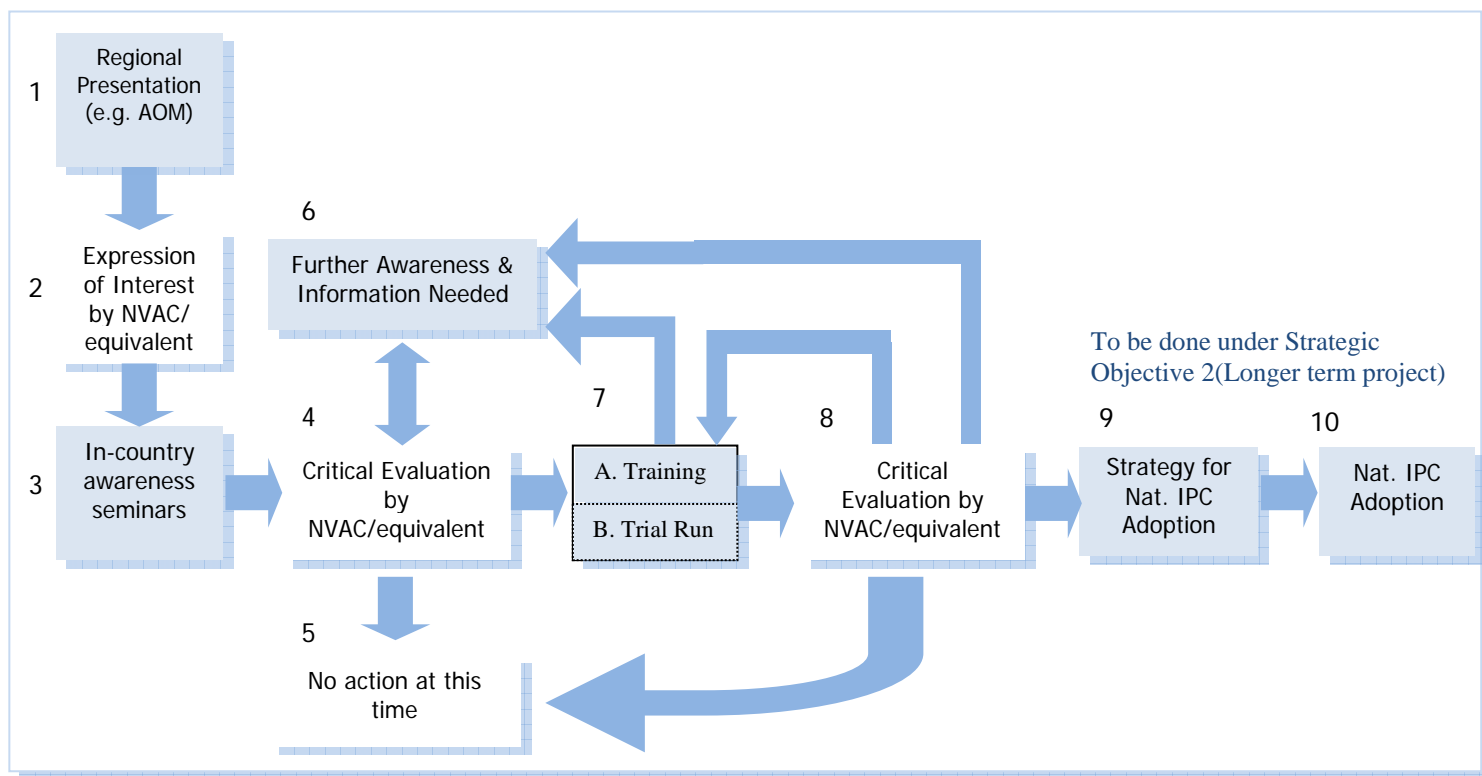 1
Regional
Presentation
(e.g. AOM)
2
Expression
of Interest
by NVAC/
equivalent
3
In-country
awareness
seminars
6
Further Awareness &
Information Needed
4
Critical Evaluation
by
NVAC/equivalent
5
No action at this
time
7
A. Training
B. Trial Run
8
Critical
Evaluation by
NVAC/equivalent
To be done under Strategic
Objective 2(Longer term project)
9
Strategy for
Nat. IPC
Adoption
10
Nat. IPC
Adoption